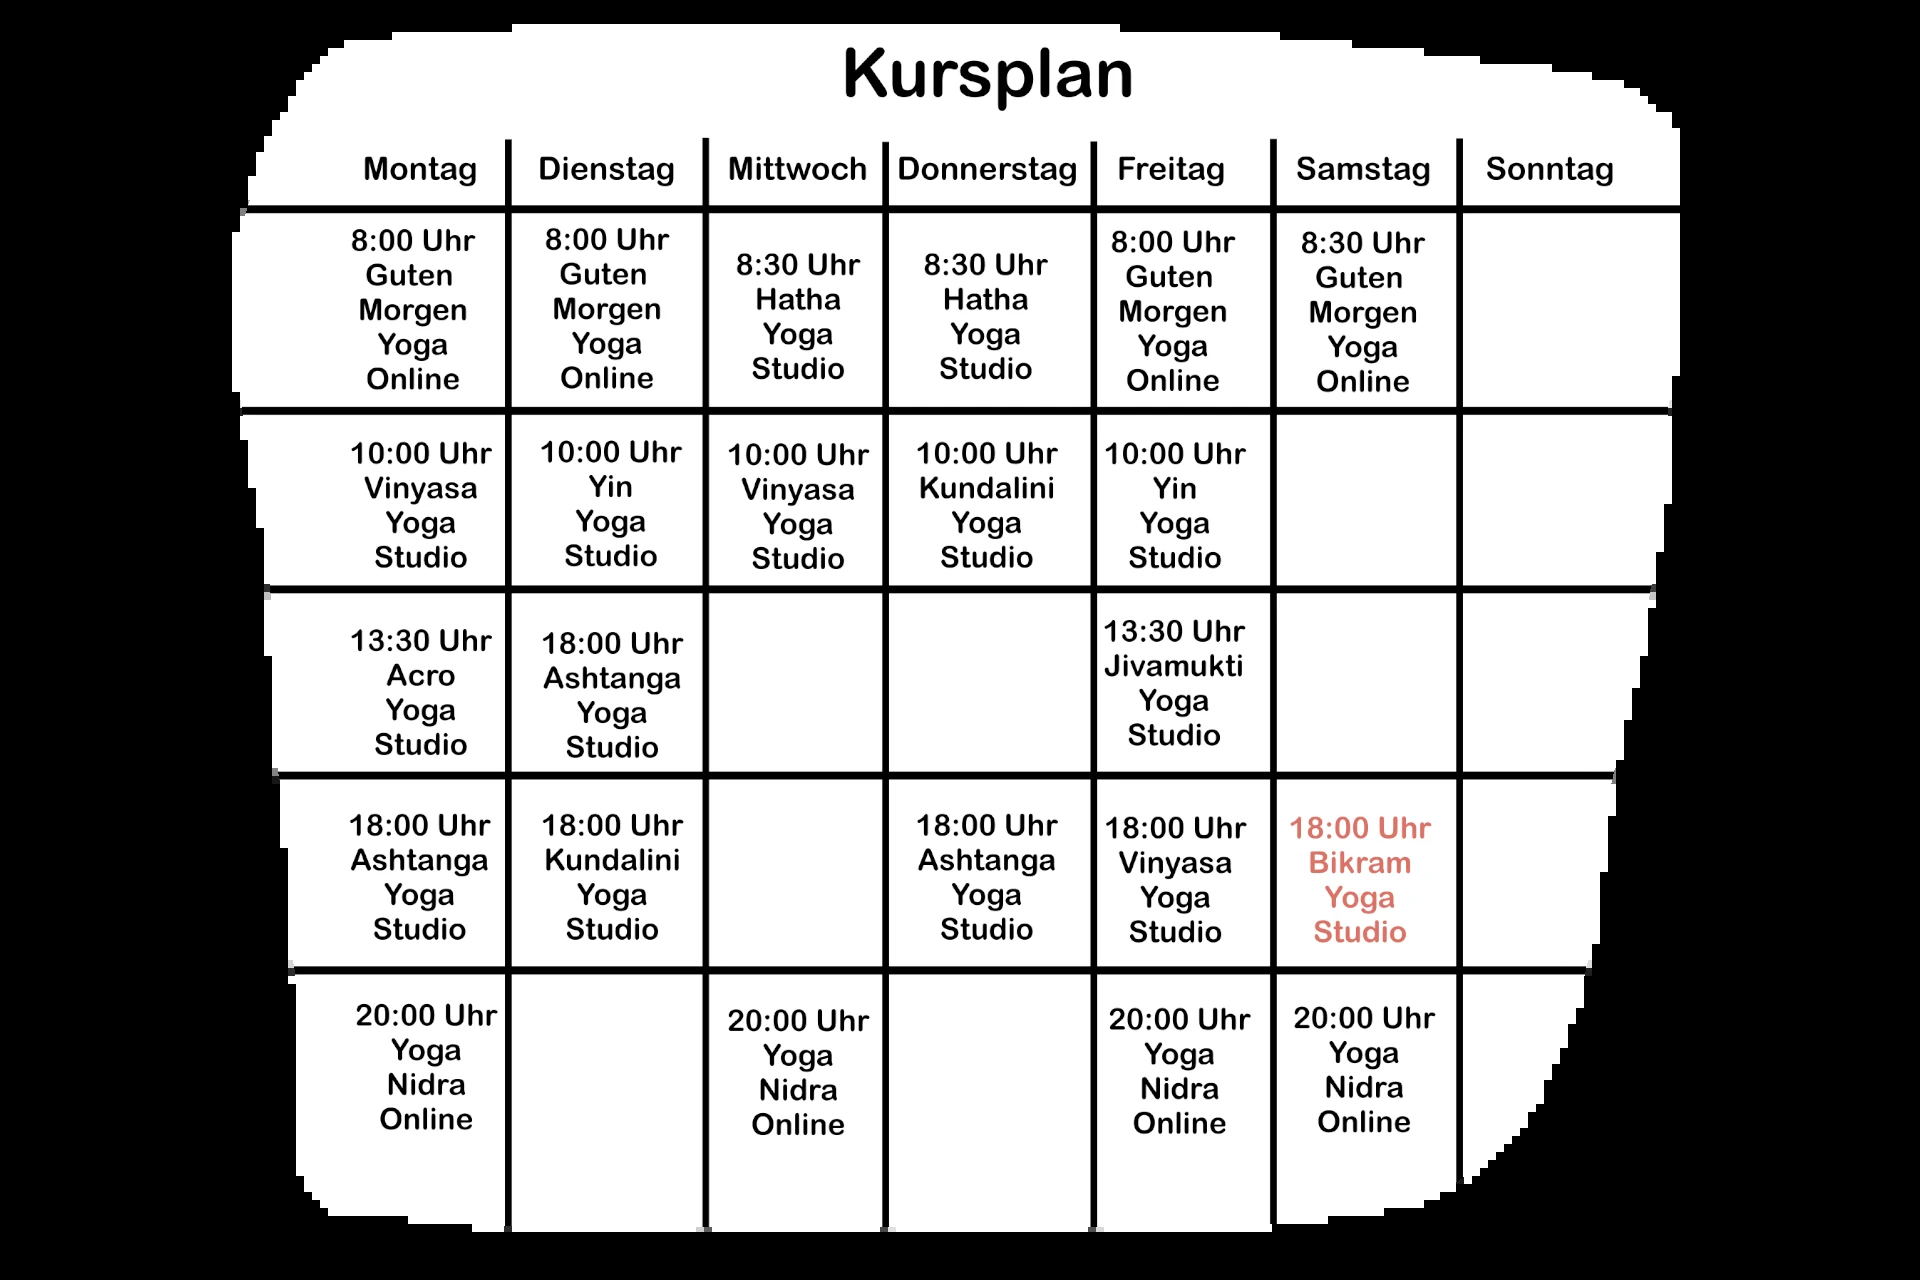 Kursplan
Montag
Dienstag
Mittwoch
Donnerstag
Freitag
Samstag
Sonntag
8:00 Uhr
Guten
Morgen
Yoga
Online
8:00 Uhr
Guten
Morgen
Yoga
Online
8:30 Uhr
Hatha
Yoga
Studio
8:30 Uhr
Hatha
Yoga
Studio
8:00 Uhr
Guten
Morgen
Yoga
Online
8:30 Uhr
Guten
Morgen
Yoga
Online
10:00 Uhr
Vinyasa
Yoga
Studio
10:00 Uhr
Yin
Yoga
Studio
10:00 Uhr
Vinyasa
Yoga
Studio
10:00 Uhr
Kundalini
Yoga
Studio
10:00 Uhr
Yin
Yoga
Studio
13:30 Uhr
Acro
Yoga
Studio
18:00 Uhr
Ashtanga
Yoga
Studio
13:30 Uhr
Jivamukti
Yoga
Studio
18:00 Uhr
Ashtanga
Yoga
Studio
18:00 Uhr
Kundalini
Yoga
Studio
18:00 Uhr
Ashtanga
Yoga
Studio
18:00 Uhr
Vinyasa
Yoga
Studio
18:00 Uhr
Bikram
Yoga
Studio
20:00 Uhr
Yoga
Nidra
Online
20:00 Uhr
Yoga
Nidra
Online
20:00 Uhr
Yoga
Nidra
Online
20:00 Uhr
Yoga
Nidra
Online